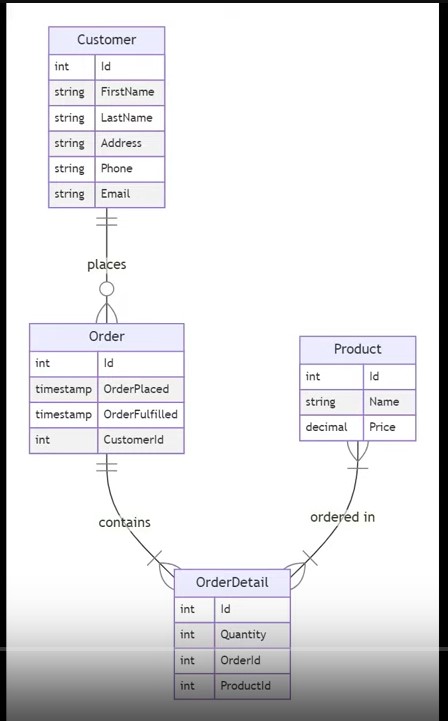 Customer
int Id
string FirstName
string LastName
string Address
string Phone
string Email
places
Order
int Id
timestamp OrderPlaced
timestamp OrderFulfilled
int CustomerId
Product
int Id
string Name
decimal Price
contains
ordered in
OrderDetail
int Id
int Quantity
int OrderId
int ProductId